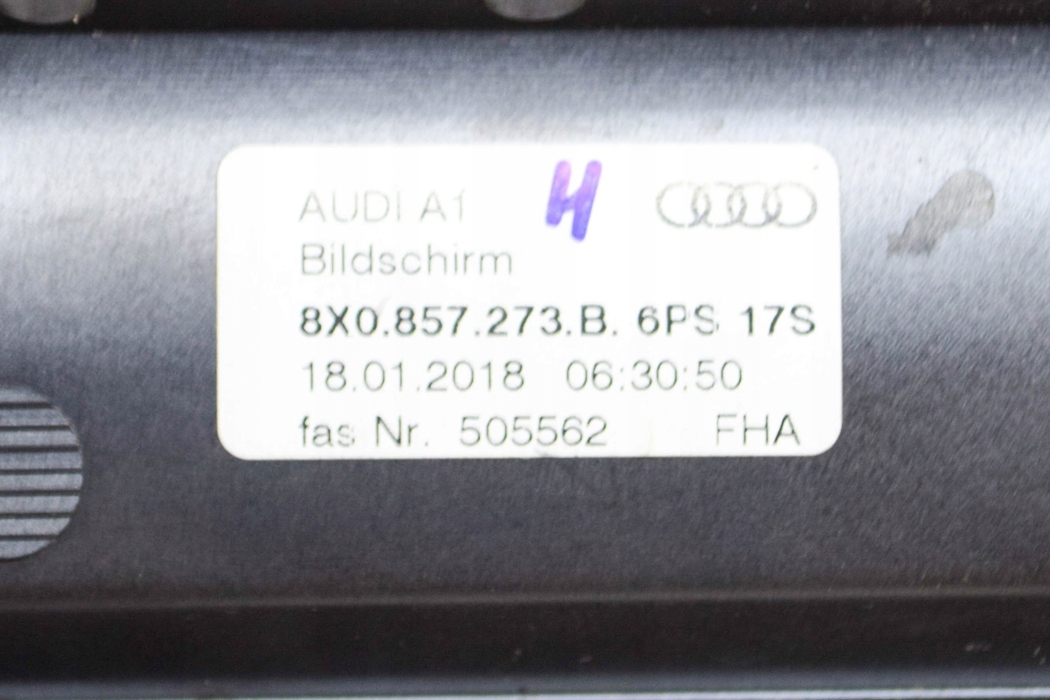 AUDI A1 H
Bildschirm
8X0.857.273.B. 6PS 17S
18.01.2018 06:30:50
fas Nr. 505562 FHA